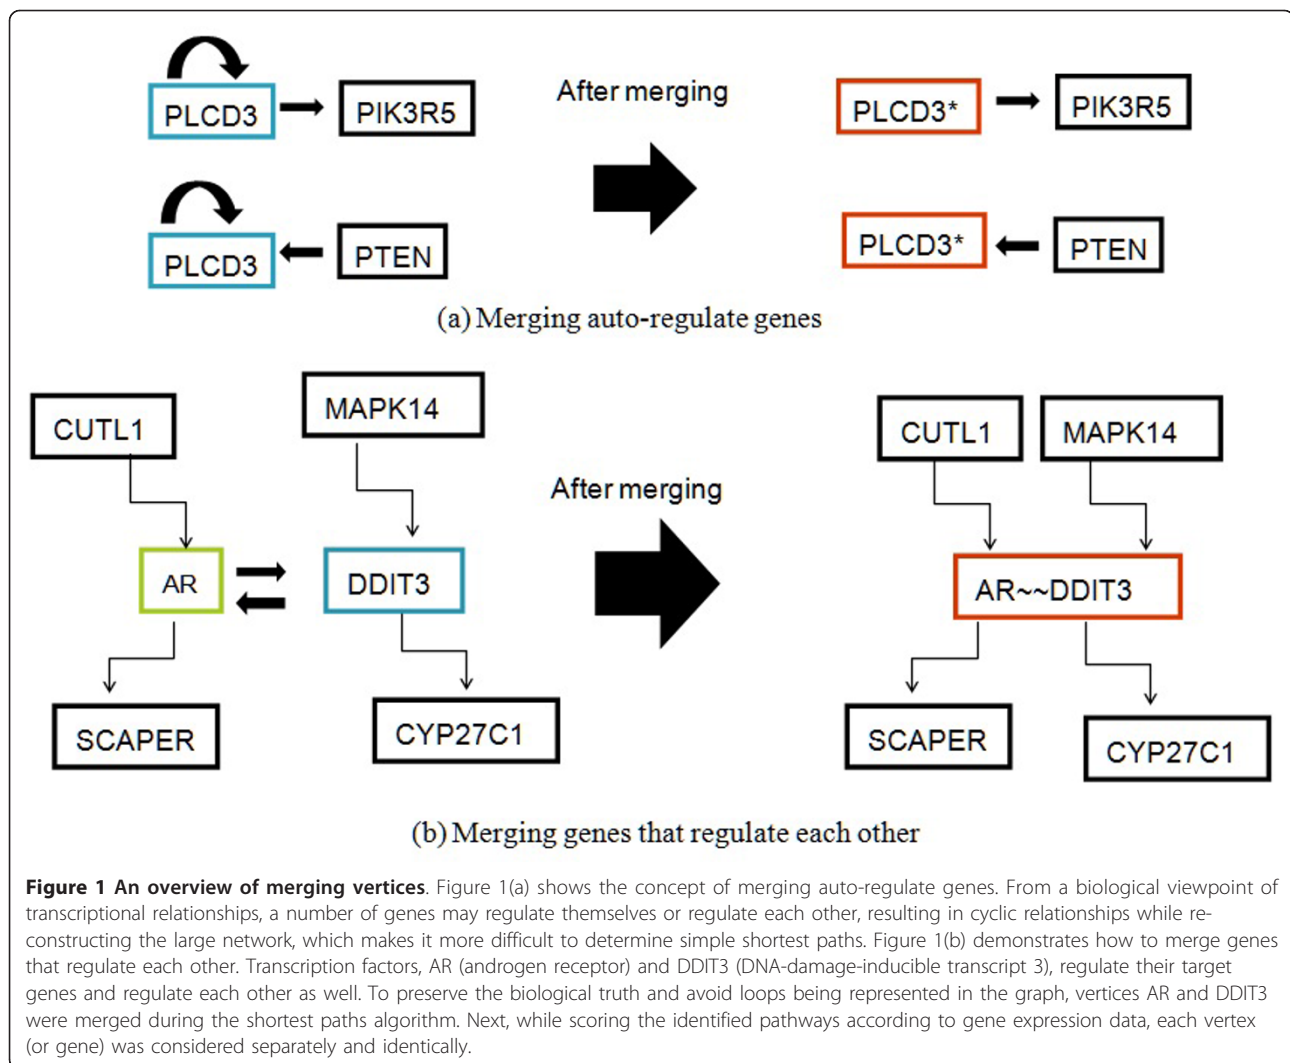 PLCD3
PIK3R5
After merging
PLCD3*
PIK3R5
PLCD3
PTEN
PLCD3*
PTEN
(a) Merging auto-regulate genes
CUTL1
MAPK14
After merging
CUTL1
MAPK14
AR
DDIT3
AR~~DDIT3
SCAPER
CYP27C1
SCAPER
CYP27C1
(b) Merging genes that regulate each other
Figure 1 An overview of merging vertices. Figure 1(a) shows the concept of merging auto-regulate genes. From a biological viewpoint of
transcriptional relationships, a number of genes may regulate themselves or regulate each other, resulting in cyclic relationships while re-
constructing the large network, which makes it more difficult to determine simple shortest paths. Figure 1(b) demonstrates how to merge genes
that regulate each other. Transcription factors, AR (androgen receptor) and DDIT3 (DNA-damage-inducible transcript 3), regulate their target
genes and regulate each other as well. To preserve the biological truth and avoid loops being represented in the graph, vertices AR and DDIT3
were merged during the shortest paths algorithm. Next, while scoring the identified pathways according to gene expression data, each vertex
(or gene) was considered separately and identically.